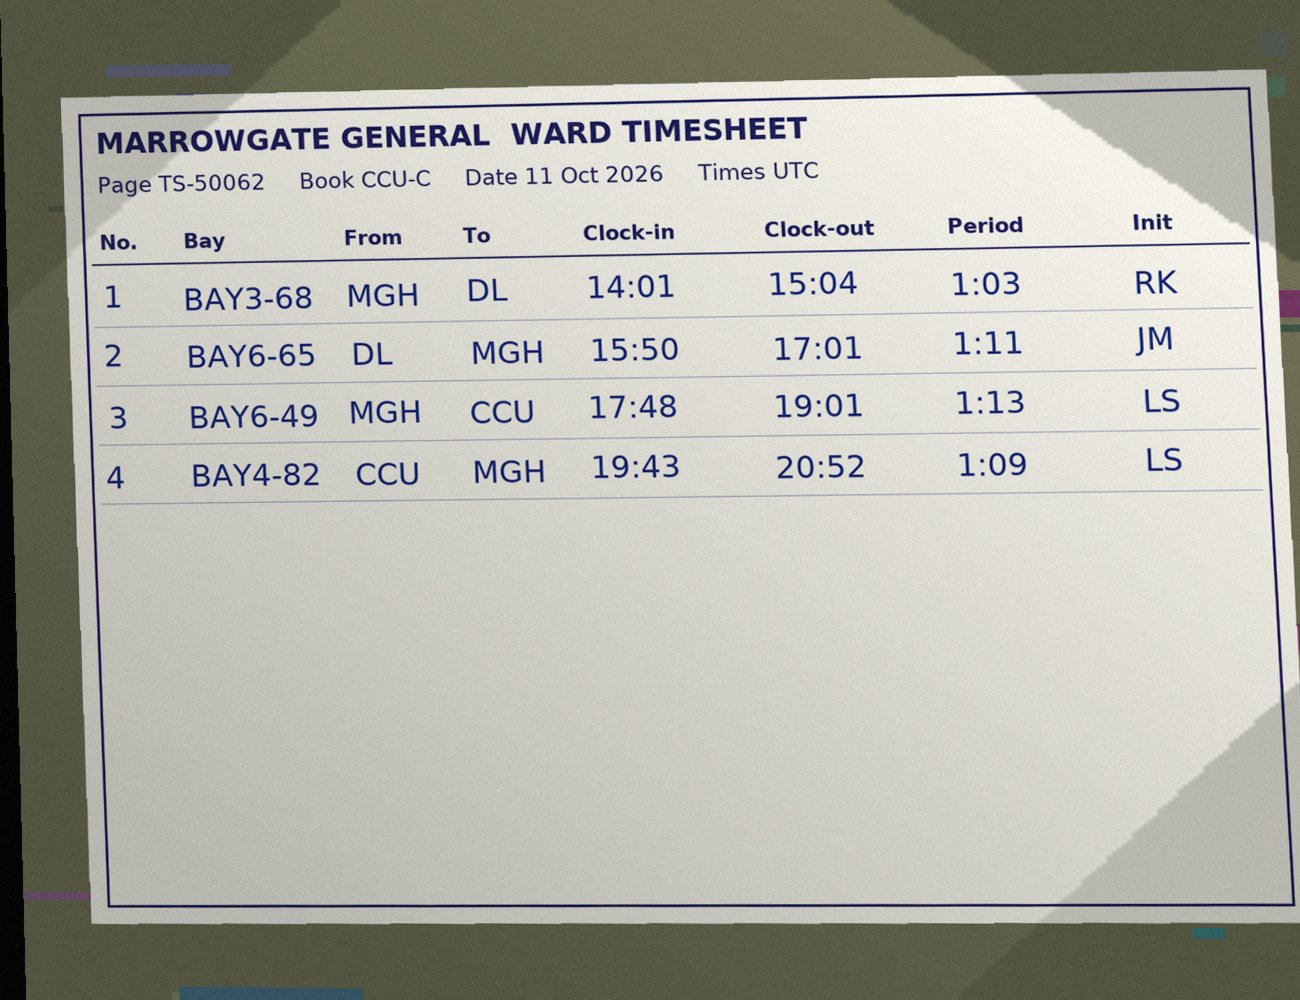 MARROWGATE GENERAL WARD TIMESHEET
Page TS-50062 Book CCU-C Date 11 Oct 2026 Times UTC
No. Bay From To Clock-in Clock-out Period Init
1 BAY3-68 MGH DL 14:01 15:04 1:03 RK
2 BAY6-65 DL MGH 15:50 17:01 1:11 JM
3 BAY6-49 MGH CCU 17:48 19:01 1:13 LS
4 BAY4-82 CCU MGH 19:43 20:52 1:09 LS